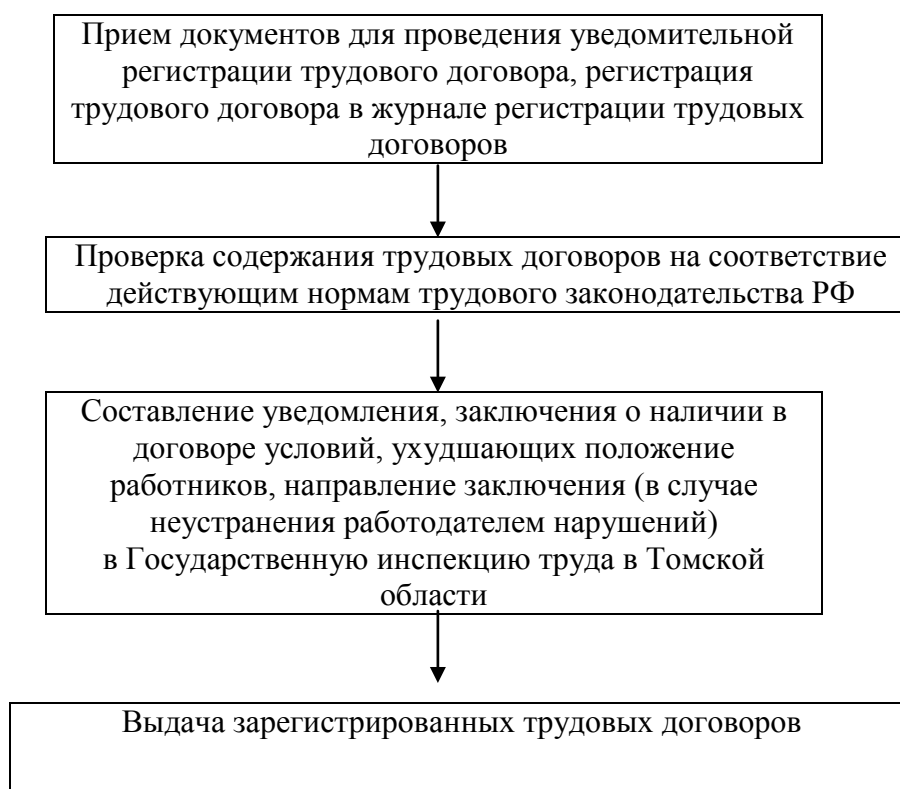 Прием документов для проведения уведомительной
регистрации трудового договора, регистрация
трудового договора в журнале регистрации трудовых
договоров
Проверка содержания трудовых договоров на соответствие
действующим нормам трудового законодательства РФ
Составление уведомления, заключения о наличии в
договоре условий, ухудшающих положение
работников, направление заключения (в случае
неустранения работодателем нарушений)
в Государственную инспекцию труда в Томской
области
Выдача зарегистрированных трудовых договоров